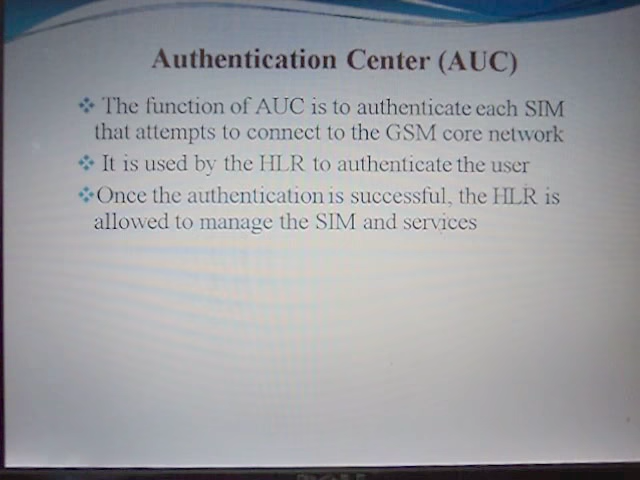 Authentication Center (AUC)
The function of AUC is to authenticate each SIM
that attempts to connect to the GSM core network
It is used by the HLR to authenticate the user
Once the authentication is successful, the HLR is
allowed to manage the SIM and services